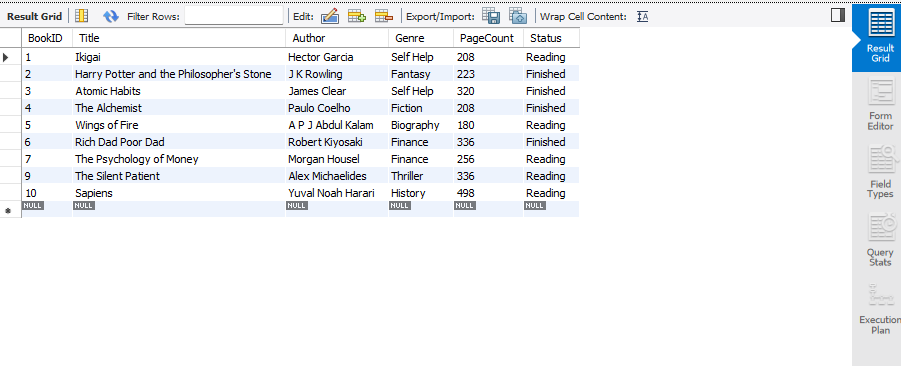 Result Grid Filter Rows: Edit: Export/Import: Wrap Cell Content: IA
BookID Title Author Genre PageCount Status
1 Ikigai Hector Garcia Self Help 208 Reading
2 Harry Potter and the Philosopher's Stone J K Rowling Fantasy 223 Finished
3 Atomic Habits James Clear Self Help 320 Finished
4 The Alchemist Paulo Coelho Fiction 208 Finished
5 Wings of Fire A P J Abdul Kalam Biography 180 Reading
6 Rich Dad Poor Dad Robert Kiyosaki Finance 336 Finished
7 The Psychology of Money Morgan Housel Finance 256 Reading
9 The Silent Patient Alex Michaelides Thriller 336 Reading
10 Sapiens Yuval Noah Harari History 498 Reading
NULL NULL NULL NULL NULL NULL
Result
Grid
Form
Editor
Field
Types
Query
Stats
Execution
Plan